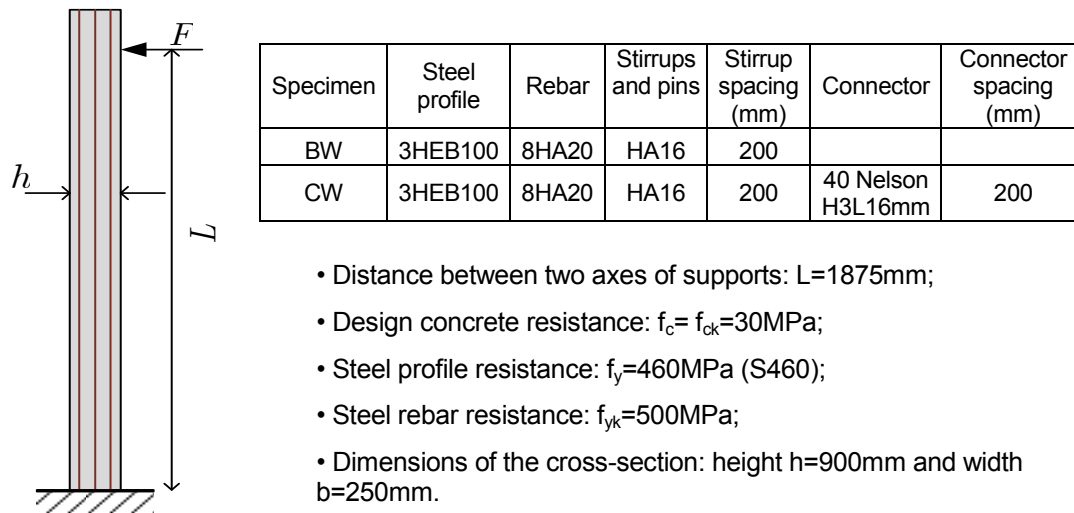 F
h
L
Specimen Steel profile Rebar Stirrups and pins Stirrup spacing (mm) Connector Connector spacing (mm)
BW 3HEB100 8HA20 HA16 200
CW 3HEB100 8HA20 HA16 200 40 Nelson H3L16mm 200
• Distance between two axes of supports: L=1875mm;
• Design concrete resistance: fc= fck=30MPa;
• Steel profile resistance: fy=460MPa (S460);
• Steel rebar resistance: fyk=500MPa;
• Dimensions of the cross-section: height h=900mm and width
b=250mm.